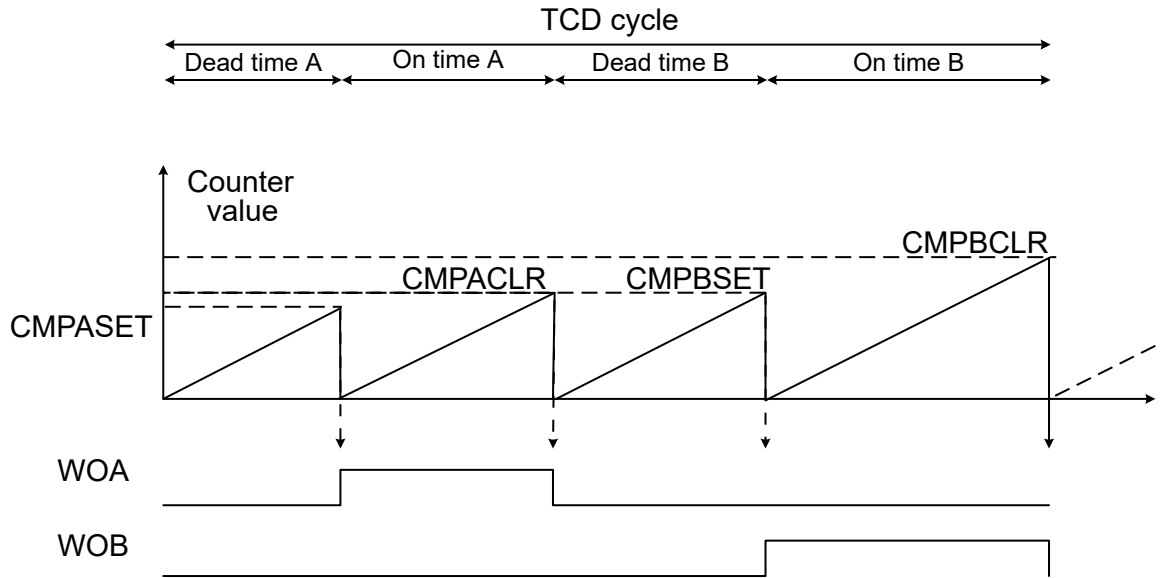 TCD cycle
Dead time A
On time A
Dead time B
On time B
Counter
value
CMPBCLR
CMPACLR
CMPBSET
CMPASET
WOA
WOB